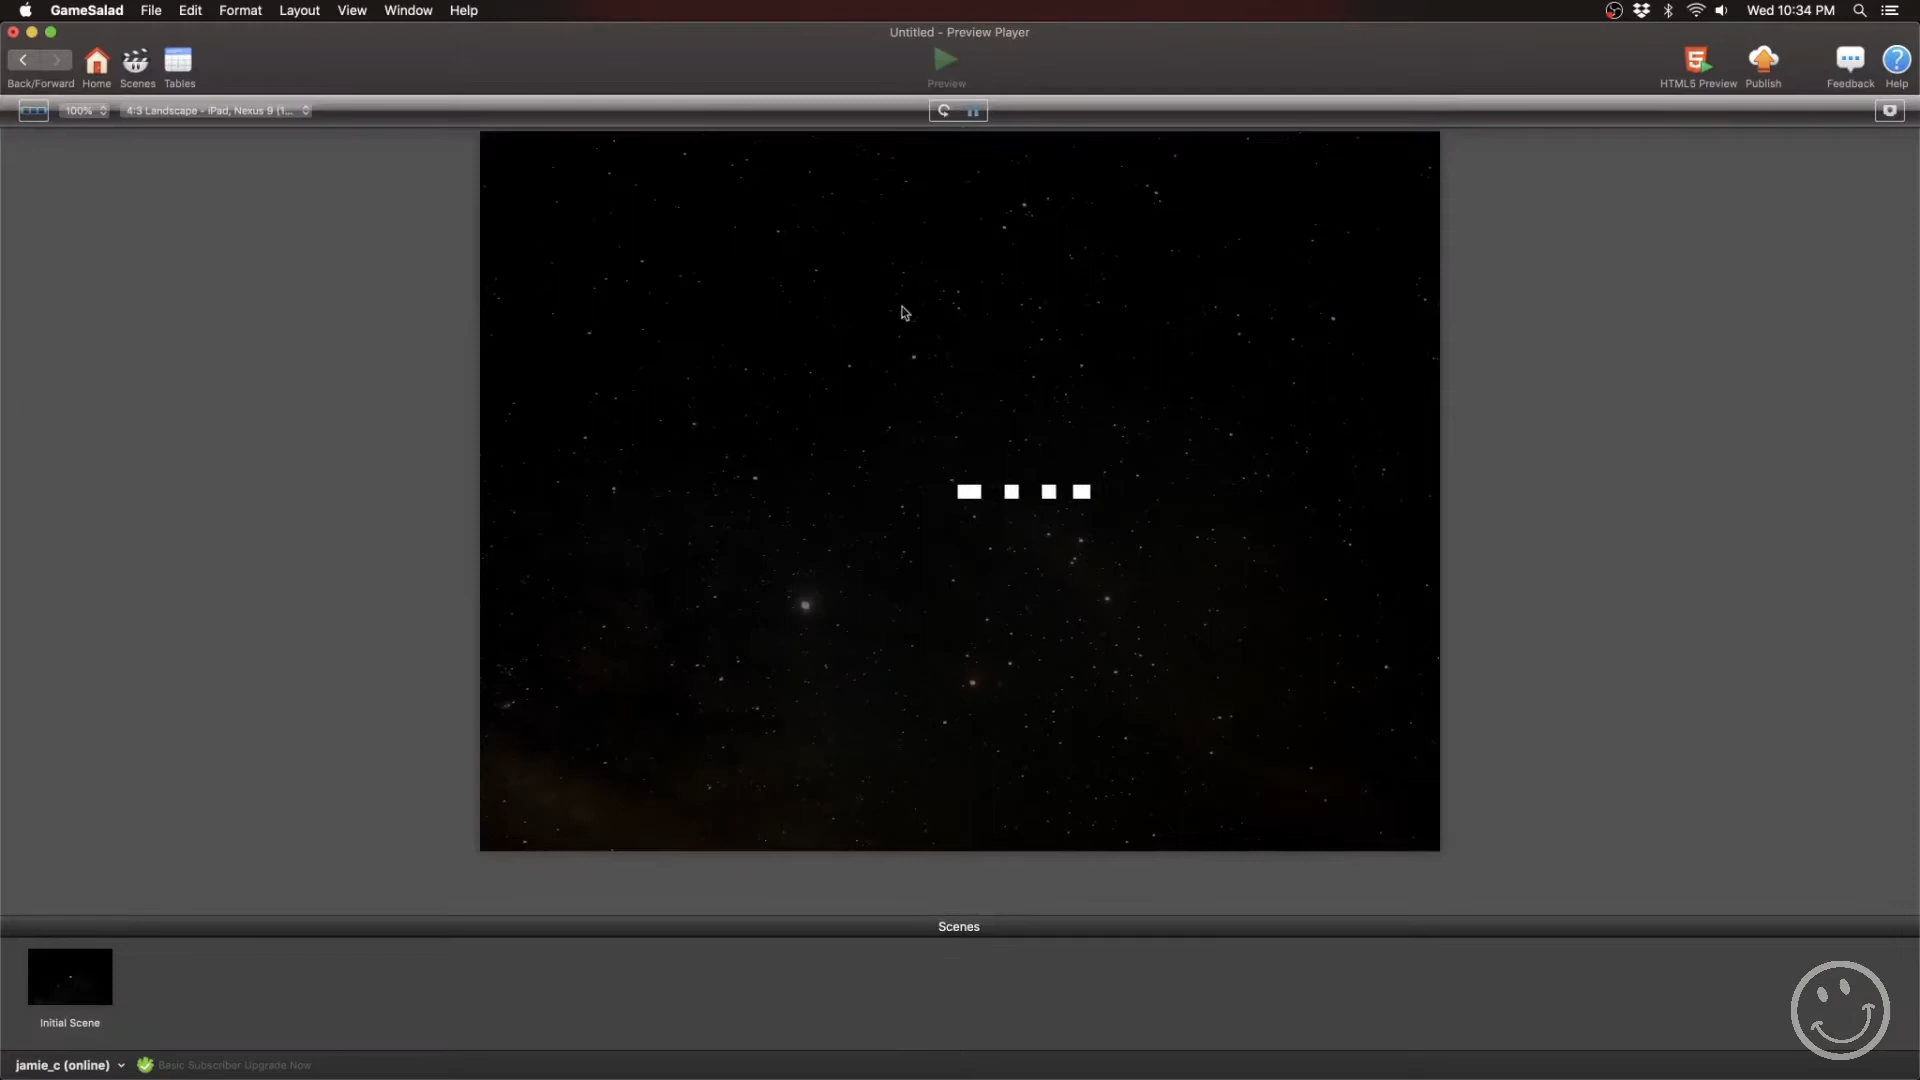 GameSalad File Edit Format Layout View Window Help Wed 10:34 PM
Untitled - Preview Player
Back/Forward Home Scenes Tables Preview HTML5 Preview Publish Feedback Help
100% 4:3 Landscape - iPad, Nexus 9 (1...
Scenes
Initial Scene
jamie_c (online) Basic Subscriber Upgrade Now